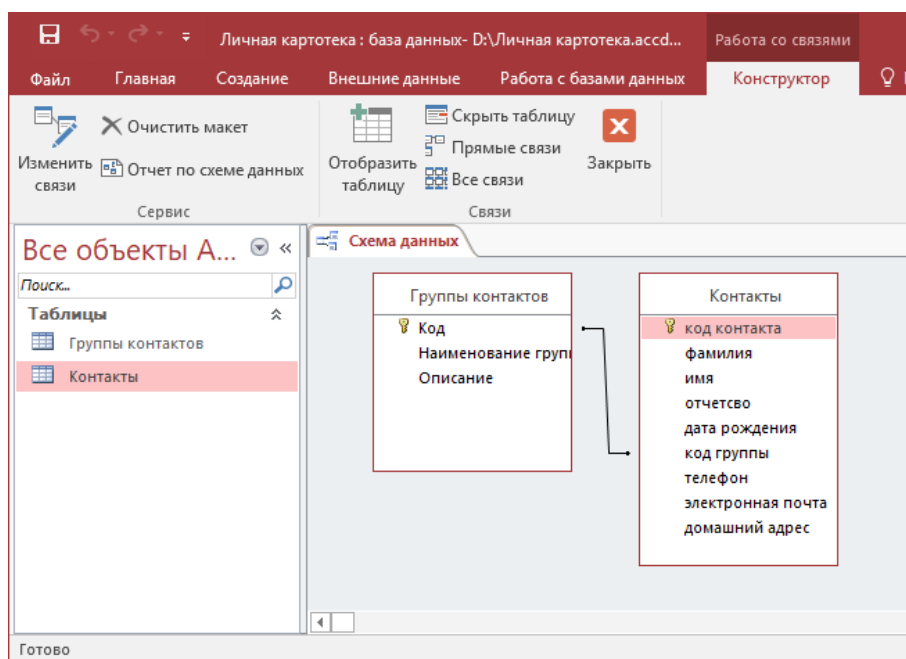 Личная картотека : база данных- D:\Личная картотека.accd...
Работа со связями
Файл Главная Создание Внешние данные Работа с базами данных Конструктор
Изменить связи
Очистить макет
Отчет по схеме данных
Сервис
Отобразить таблицу
Скрыть таблицу
Прямые связи
Все связи
Закрыть
Связи
Все объекты A...
Поиск...
Таблицы
Группы контактов
Контакты
Схема данных
Группы контактов
Код
Наименование груп
Описание
Контакты
код контакта
фамилия
имя
отчетсво
дата рождения
код группы
телефон
электронная почта
домашний адрес
Готово